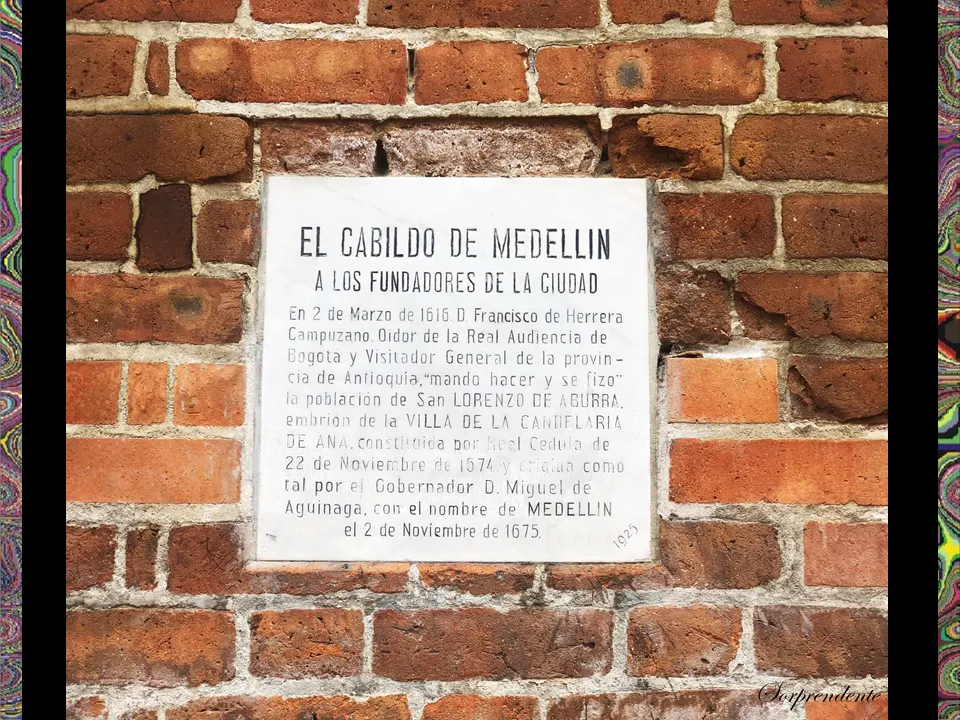 EL CABILDO DE MEDELLIN
A LOS FUNDADORES DE LA CIUDAD
En 2 de Marzo de 1616. D. Francisco de Herrera
Campuzano. Oidor de la Real Audiencia de
Bogotá y Visitador General de la provin-
cia de Antioquia, "mando hacer y se fizo"
la población de San LORENZO DE ABURRA.
embrión de la VILLA DE LA CANDELARIA
DE ANA. constituida por Real Cedula de
22 de Noviembre de 1674 y erigida como
tal por el Gobernador D. Miguel de
Aguinaga, con el nombre de MEDELLIN
el 2 de Noviembre de 1675.
1925
Sorprendente